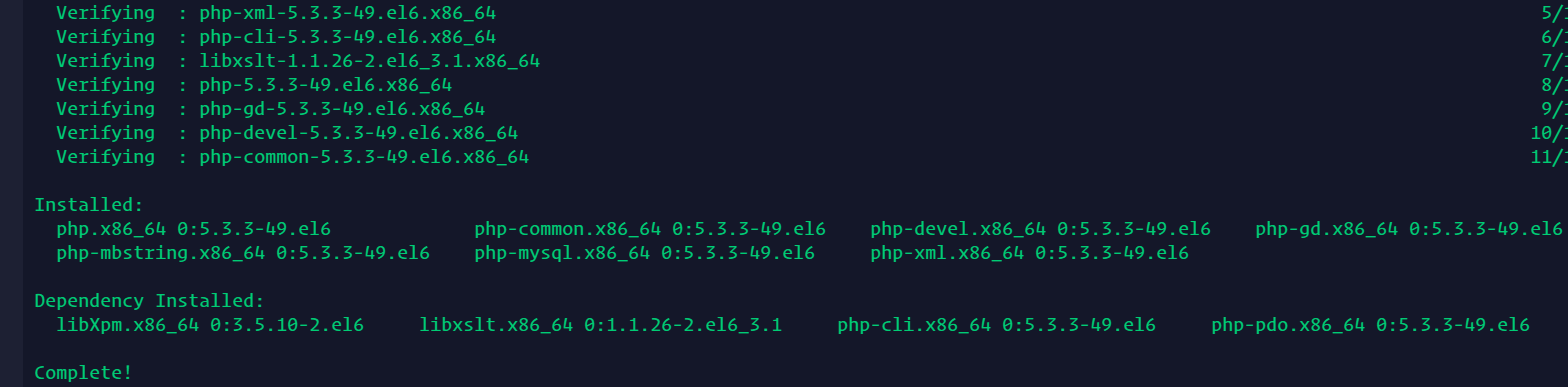 Verifying  : php-xml-5.3.3-49.el6.x86_64 5/
Verifying  : php-cli-5.3.3-49.el6.x86_64 6/
Verifying  : libxslt-1.1.26-2.el6_3.1.x86_64 7/
Verifying  : php-5.3.3-49.el6.x86_64 8/
Verifying  : php-gd-5.3.3-49.el6.x86_64 9/
Verifying  : php-devel-5.3.3-49.el6.x86_64 10/
Verifying  : php-common-5.3.3-49.el6.x86_64 11/
Installed:
php.x86_64 0:5.3.3-49.el6 php-common.x86_64 0:5.3.3-49.el6 php-devel.x86_64 0:5.3.3-49.el6 php-gd.x86_64 0:5.3.3-49.el6
php-mbstring.x86_64 0:5.3.3-49.el6 php-mysql.x86_64 0:5.3.3-49.el6 php-xml.x86_64 0:5.3.3-49.el6
Dependency Installed:
libXpm.x86_64 0:3.5.10-2.el6 libxslt.x86_64 0:1.1.26-2.el6_3.1 php-cli.x86_64 0:5.3.3-49.el6 php-pdo.x86_64 0:5.3.3-49.el6
Complete!